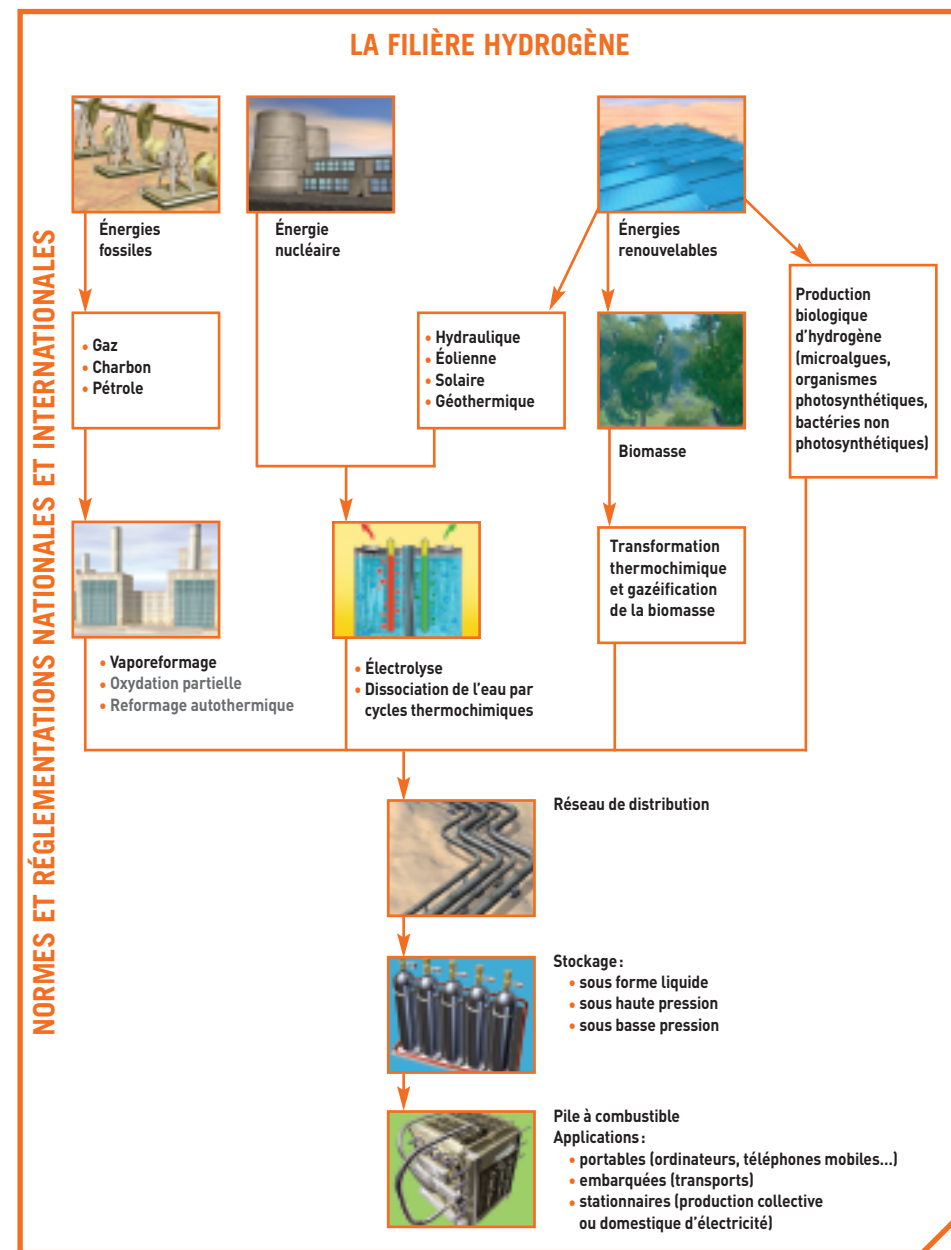 LA FILIÈRE HYDROGÈNE
NORMES ET RÉGLEMENTATIONS NATIONALES ET INTERNATIONALES
Énergies
fossiles
Énergie
nucléaire
Énergies
renouvelables
• Gaz
• Charbon
• Pétrole
• Hydraulique
• Éolienne
• Solaire
• Géothermique
Biomasse
Production
biologique
d'hydrogène
(microalgues,
organismes
photosynthétiques,
bactéries non
photosynthétiques)
• Vaporeformage
• Oxydation partielle
• Reformage autothermique
• Électrolyse
• Dissociation de l'eau par
cycles thermochimiques
Transformation
thermochimique
et gazéification
de la biomasse
Réseau de distribution
Stockage :
• sous forme liquide
• sous haute pression
• sous basse pression
Pile à combustible
Applications :
• portables (ordinateurs, téléphones mobiles...)
• embarquées (transports)
• stationnaires (production collective
ou domestique d'électricité)